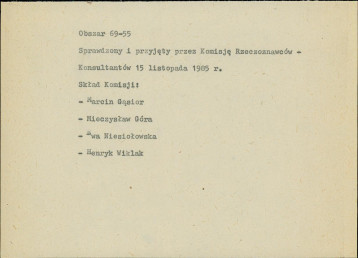 Obszar 69-55
Sprawdzony i przyjęty przez Komisję Rzeczoznawców -
Konsultantów 15 listopada 1985 r.
Skład Komisji:
- Marcin Gąsior
- Mieczysław Góra
- Ewa Niesiołowska
- Henryk Wiklak